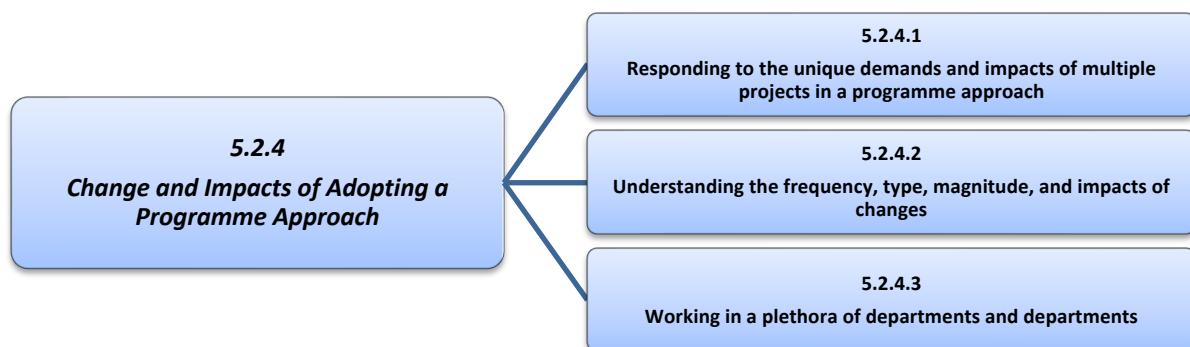 5.2.4
Change and Impacts of Adopting a
Programme Approach
5.2.4.1
Responding to the unique demands and impacts of multiple
projects in a programme approach
5.2.4.2
Understanding the frequency, type, magnitude, and impacts of
changes
5.2.4.3
Working in a plethora of departments and departments